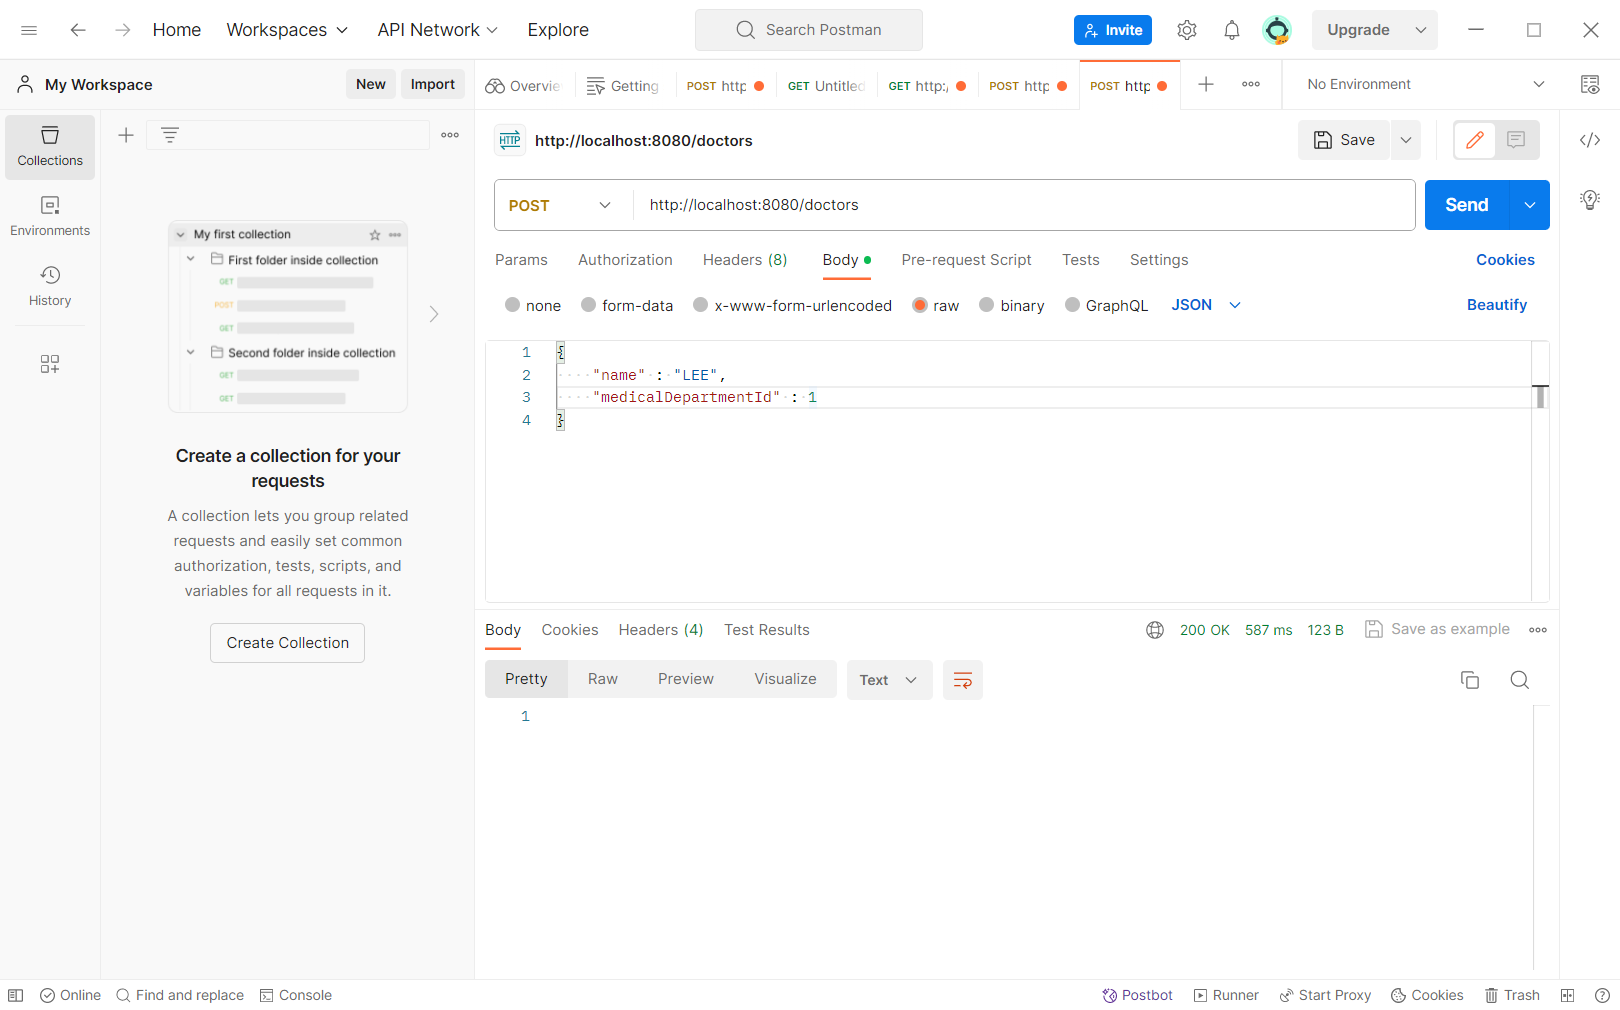 Home Workspaces API Network Explore Search Postman Invite Upgrade
My Workspace New Import
Overvie Getting POST http GET Untitled GET http:/ POST http POST http No Environment
Collections
Environments
History
My first collection
First folder inside collection
GET
POST
GET
Second folder inside collection
GET
GET
Create a collection for your
requests
A collection lets you group related
requests and easily set common
authorization, tests, scripts, and
variables for all requests in it.
Create Collection
HTTP http://localhost:8080/doctors Save
POST http://localhost:8080/doctors Send
Params Authorization Headers (8) Body Pre-request Script Tests Settings Cookies
none form-data x-www-form-urlencoded raw binary GraphQL JSON Beautify
1 {
2 "name" : "LEE",
3 "medicalDepartmentId" : 1
4 }
Body Cookies Headers (4) Test Results 200 OK 587 ms 123 B Save as example
Pretty Raw Preview Visualize Text
1
Online Find and replace Console Postbot Runner Start Proxy Cookies Trash